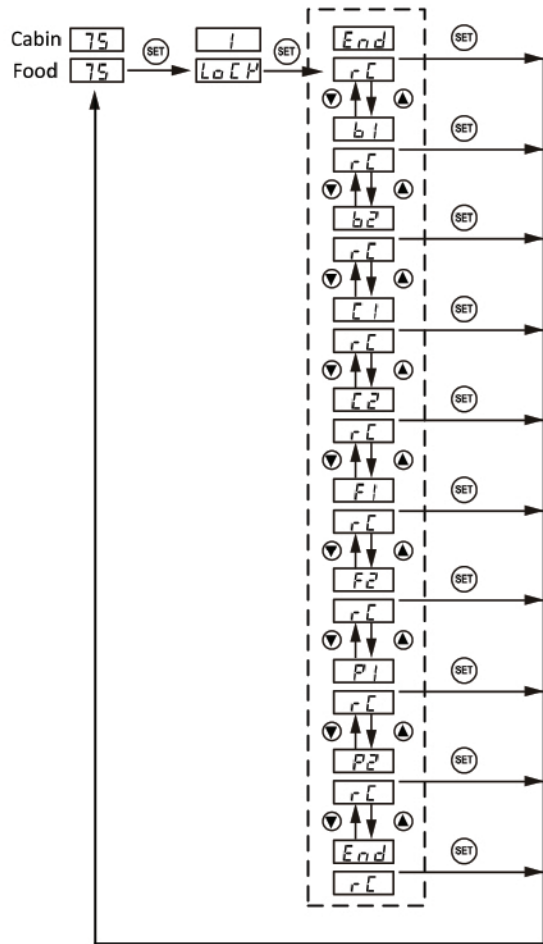 Cabin 75 SET 1 SET
Food 75 LoCK
End SET
rC
b1 SET
rC
b2 SET
rC
C1 SET
rC
C2 SET
rC
F1 SET
rC
F2 SET
rC
P1 SET
rC
P2 SET
rC
End SET
rC